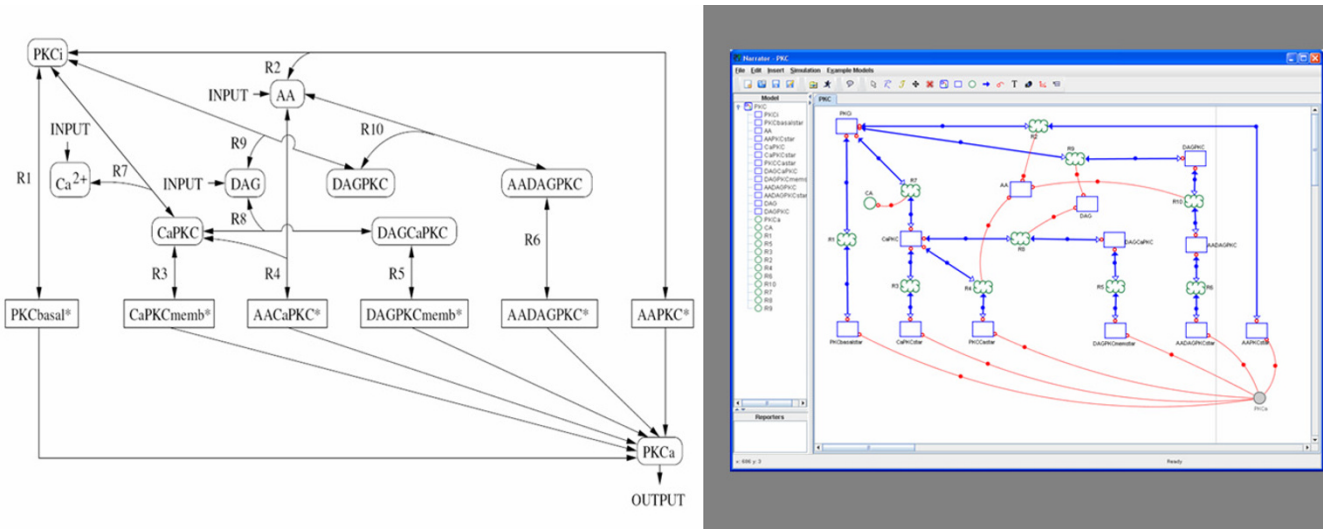 PKCi
R2
INPUT
AA
R10
INPUT
R9
R7
R1
Ca2+
INPUT
DAG
DAGPKC
AADAGPKC
R8
CaPKC
DAGCaPKC
R6
R3
R4
R5
PKCbasal*
CaPKCmemb*
AACaPKC*
DAGPKCmemb*
AADAGPKC*
AAPKC*
PKCa
OUTPUT
Narrator - PKC
File Edit Insert Simulation Example Models
Model
PKC
PKC
PKCi
PKCbasalstar
AA
AAPKCstar
CaPKC
CaPKCstar
PKCCastar
DAGCaPKC
DAGPKCmems
AADAGPKC
AADAGPKCstar
DAG
DAGPKC
PKCa
CA
R1
R5
R3
R2
R4
R6
R10
R7
R8
R9
Reporters
Ready
PKCi
R2
R9
DAGPKC
R7
AA
CA
R10
DAG
R1
CaPKC
R8
DAGCaPKC
AADAGPKC
R3
R4
R5
R6
PKCbasalstar
CaPKCstar
PKCCastar
DAGPKCmemstar
AADAGPKCstar
AAPKCstar
PKCa